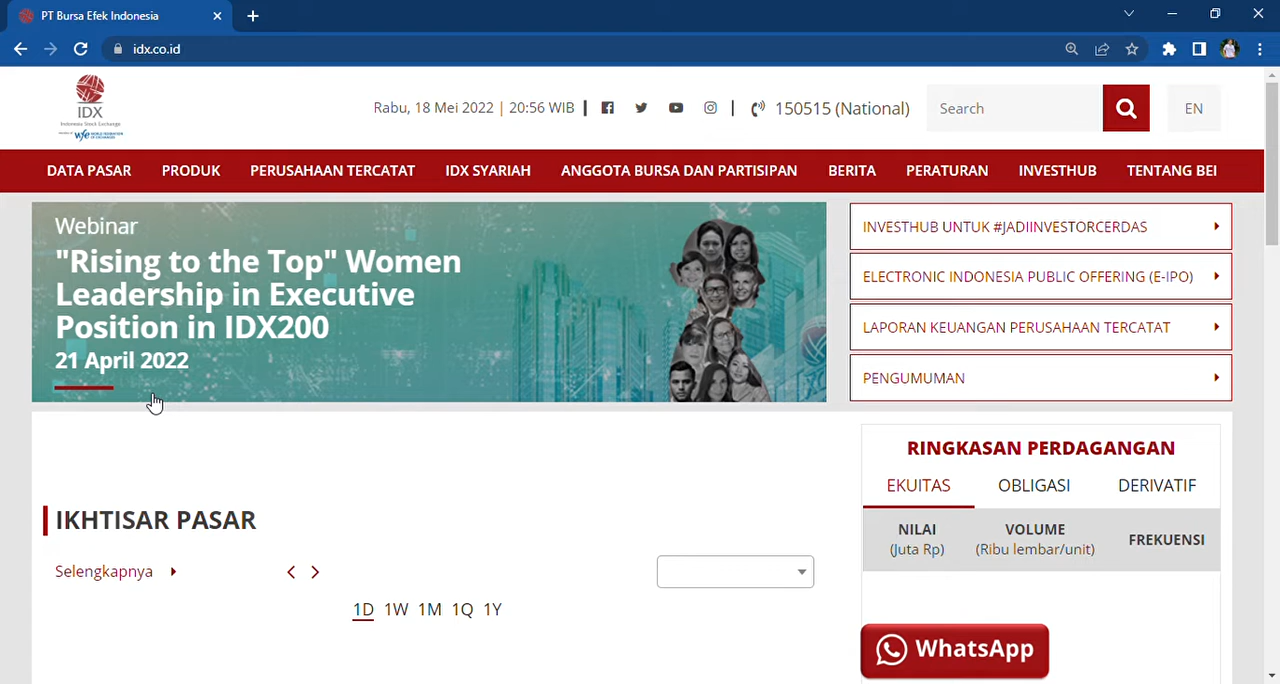 PT Bursa Efek Indonesia
idx.co.id
IDX
Indonesia Stock Exchange
Rabu, 18 Mei 2022 | 20:56 WIB
150515 (National)
Search
EN
DATA PASAR
PRODUK
PERUSAHAAN TERCATAT
IDX SYARIAH
ANGGOTA BURSA DAN PARTISIPAN
BERITA
PERATURAN
INVESTHUB
TENTANG BEI
Webinar
"Rising to the Top" Women
Leadership in Executive
Position in IDX200
21 April 2022
INVESTHUB UNTUK #JADIINVESTORCERDAS
ELECTRONIC INDONESIA PUBLIC OFFERING (E-IPO)
LAPORAN KEUANGAN PERUSAHAAN TERCATAT
PENGUMUMAN
IKHTISAR PASAR
Selengkapnya
1D 1W 1M 1Q 1Y
RINGKASAN PERDAGANGAN
EKUITAS
OBLIGASI
DERIVATIF
NILAI
(Juta Rp)
VOLUME
(Ribu lembar/unit)
FREKUENSI
WhatsApp